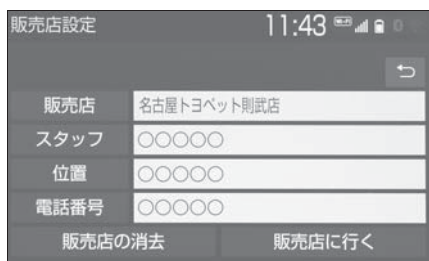 販売店設定 11:43 Wi-Fi
販売店 名古屋トヨペット則武店
スタッフ ○○○○○
位置 ○○○○○
電話番号 ○○○○○
販売店の消去 販売店に行く